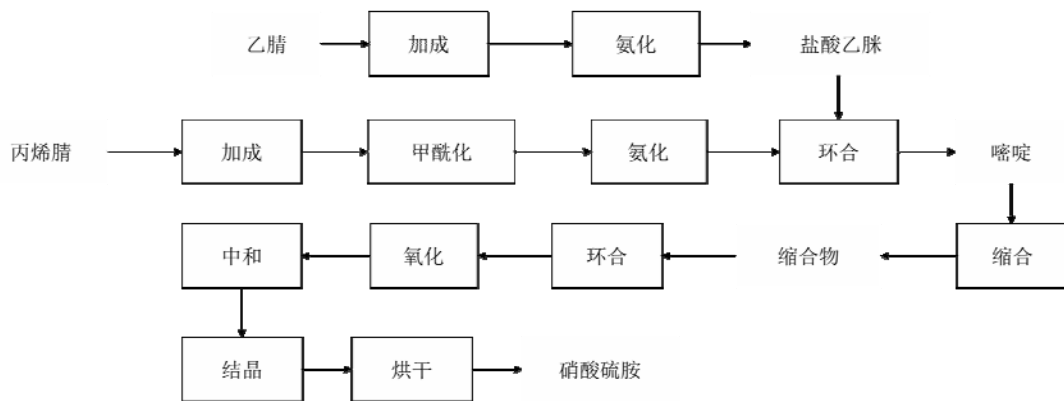 乙腈 加成 氨化 盐酸乙脒
丙烯腈 加成 甲酰化 氨化 环合 嘧啶
中和 氧化 环合 缩合物 缩合
结晶 烘干 硝酸硫胺